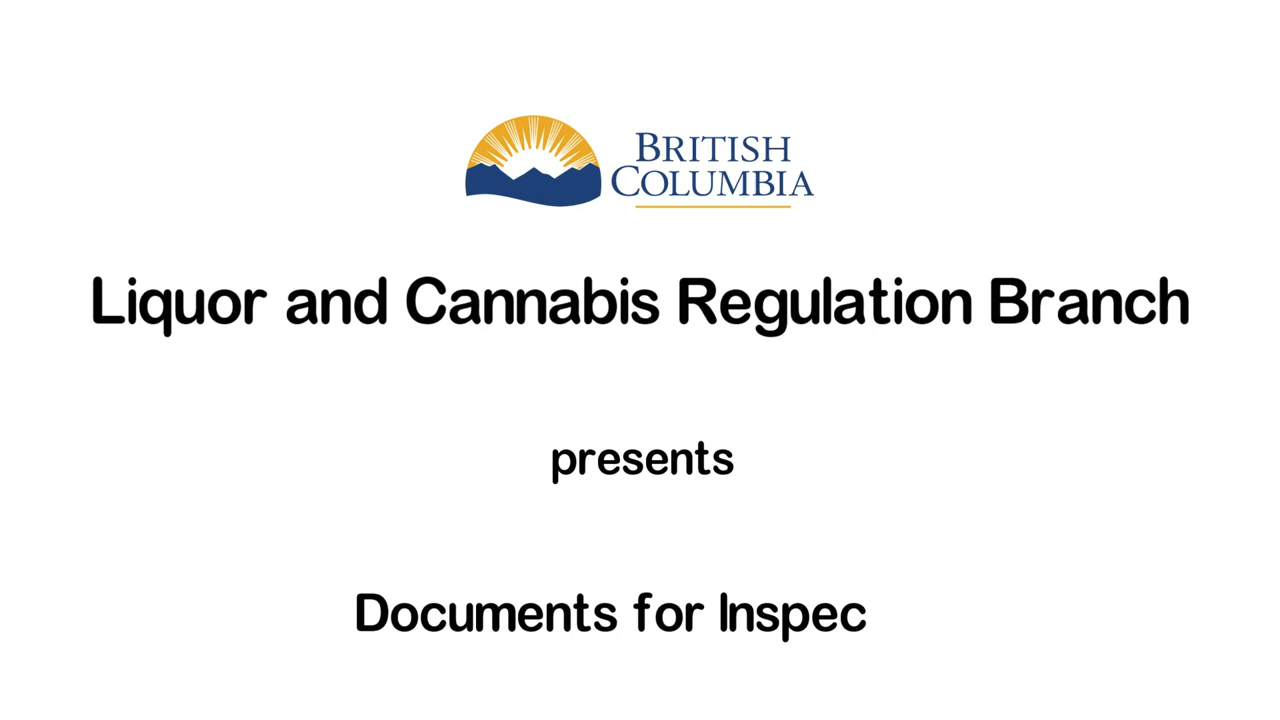 BRITISH
COLUMBIA
Liquor and Cannabis Regulation Branch
presents
Documents for Inspec